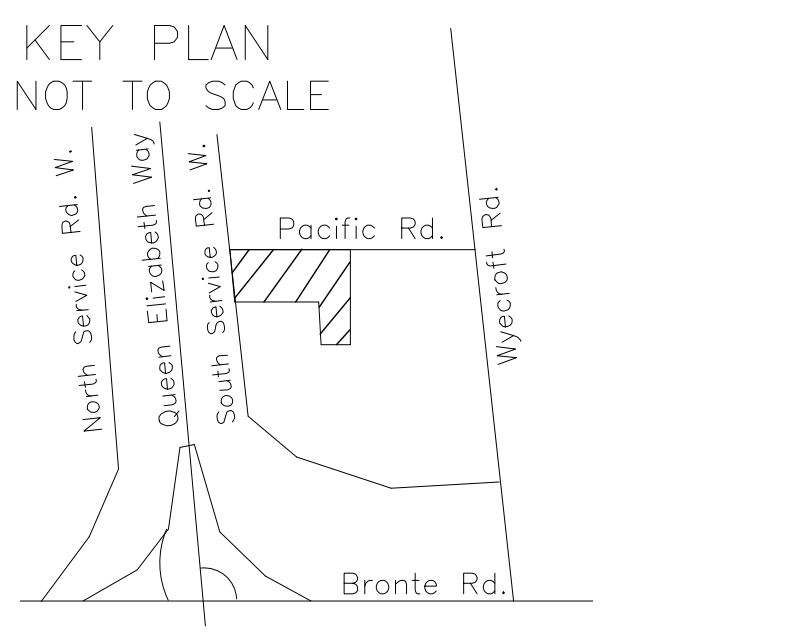 KEY PLAN
NOT TO SCALE
North Service Rd. W.
Queen Elizabeth Way
South Service Rd. W.
Pacific Rd.
Wyecroft Rd.
Bronte Rd.